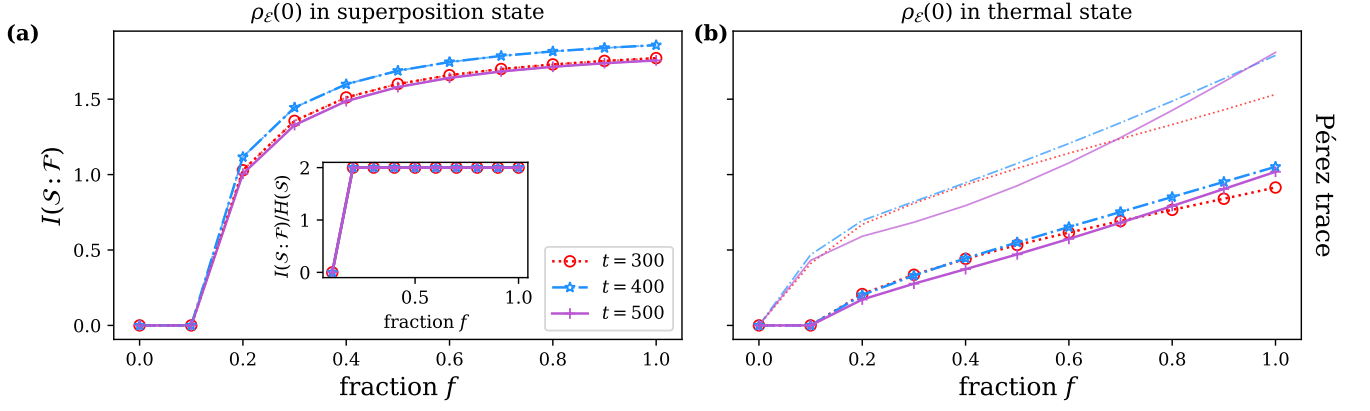 ρ_ℰ(0) in superposition state
(a)
I(𝒮 : ℱ)
1.5
1.0
0.5
0.0
0.0 0.2 0.4 0.6 0.8 1.0
fraction f
I(𝒮 : ℱ)/H(𝒮)
2
1
0
0.5 1.0
fraction f
t = 300
t = 400
t = 500
ρ_ℰ(0) in thermal state
(b)
0.0 0.2 0.4 0.6 0.8 1.0
fraction f
Pérez trace